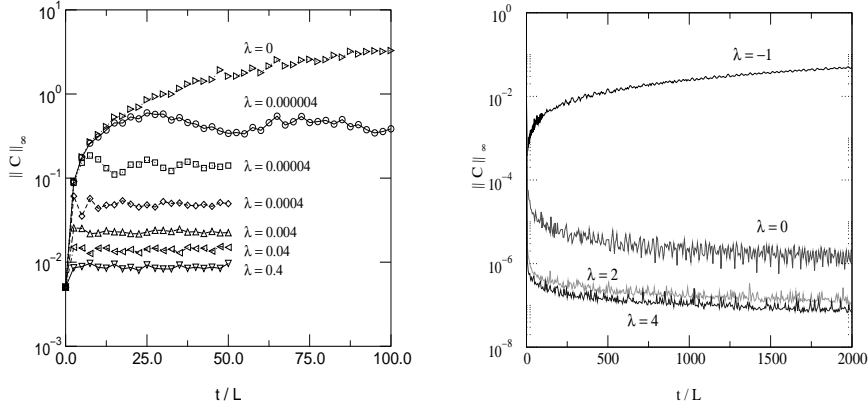 10²
10¹
10⁰
10⁻¹
10⁻²
10⁻³
|| C ||∞
λ = 0
λ = 0.000004
λ = 0.00004
λ = 0.0004
λ = 0.004
λ = 0.04
λ = 0.4
0.0 25.0 50.0 75.0 100.0
t / L
10⁰
10⁻²
10⁻⁴
10⁻⁶
10⁻⁸
|| C ||∞
λ = −1
λ = 0
λ = 2
λ = 4
0 500 1000 1500 2000
t / L